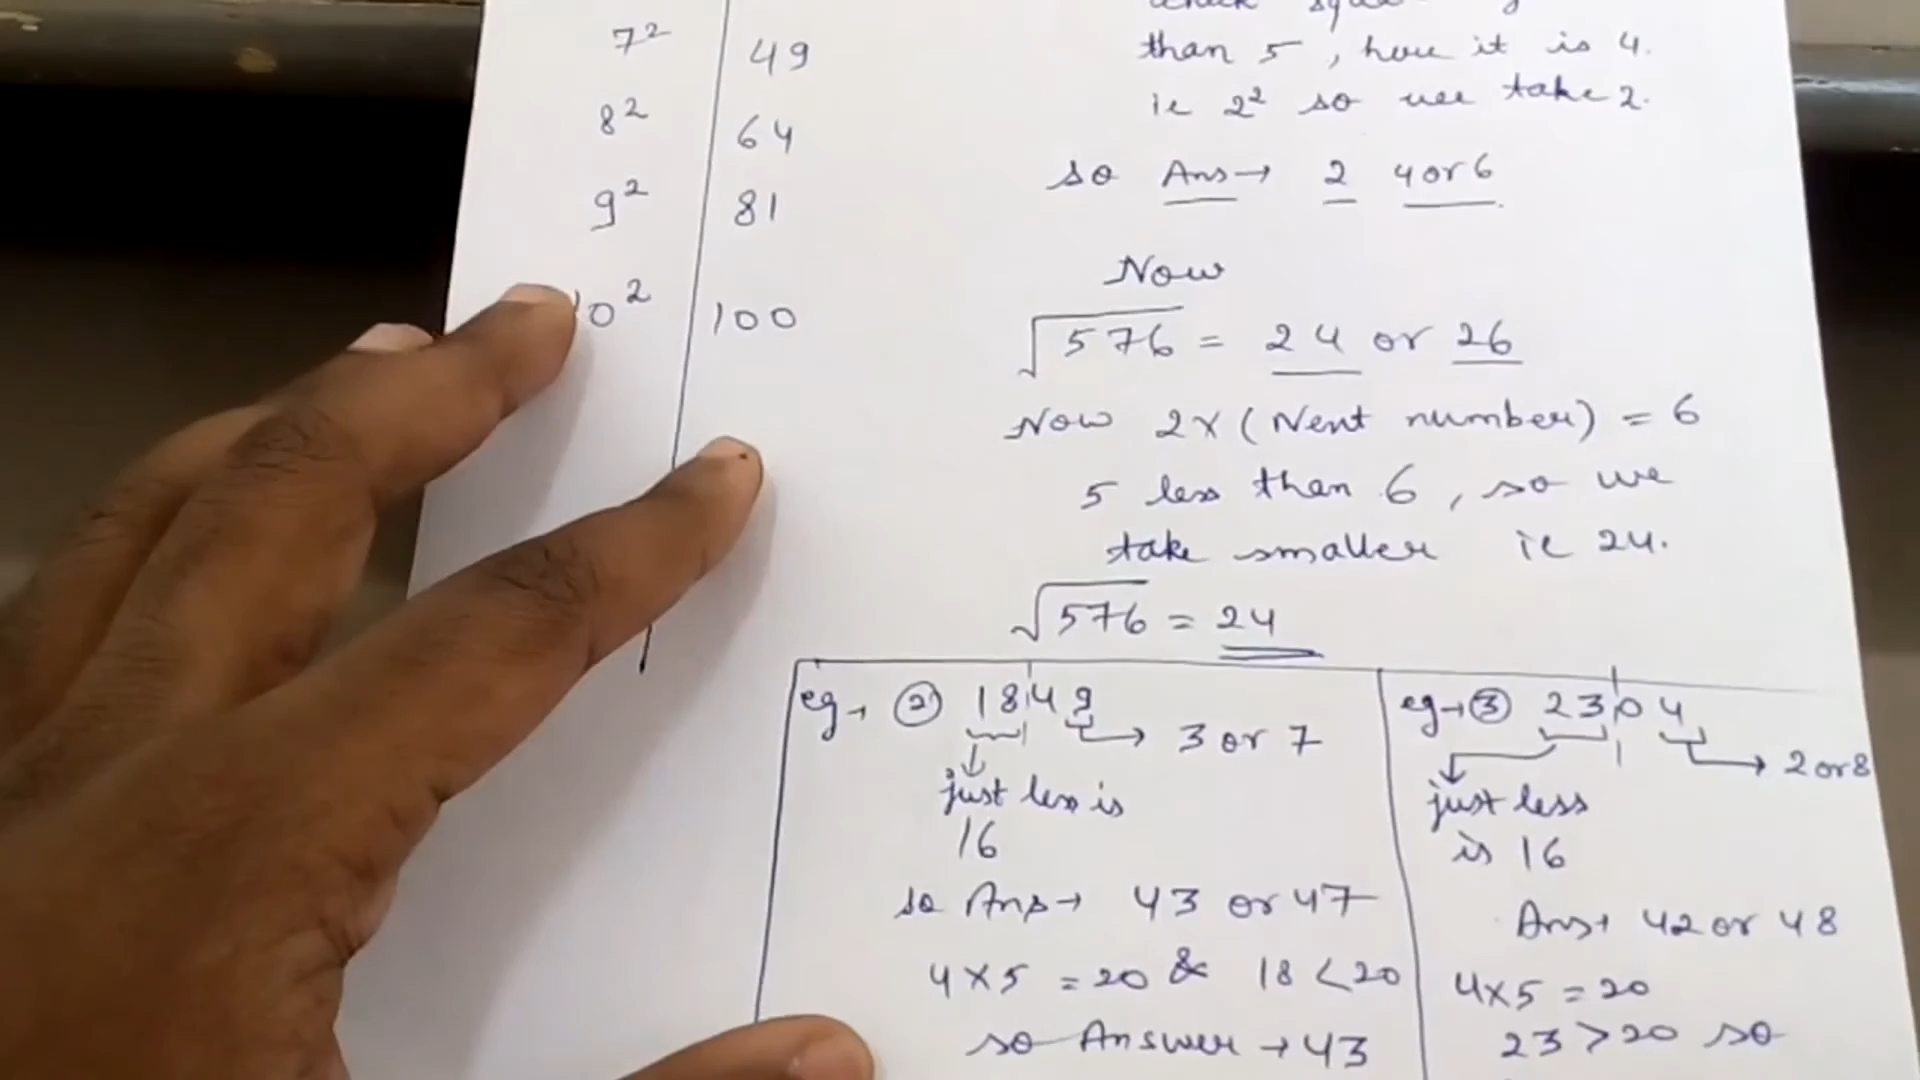 7²
49
8²
64
9²
81
10²
100
than 5, here it is 4.
ie 2² so we take 2.
so Ans→ 2 4 or 6
Now
√576 = 24 or 26
Now 2×(Next number) = 6
5 less than 6, so we
take smaller ie 24.
√576 = 24
eg→ ② 1849
3 or 7
just less is
16
so Ans→ 43 or 47
4×5 = 20 & 18<20
so Answer → 43
eg→③ 2304
2 or 8
just less
is 16
Ans→ 42 or 48
4×5 = 20
23>20 so